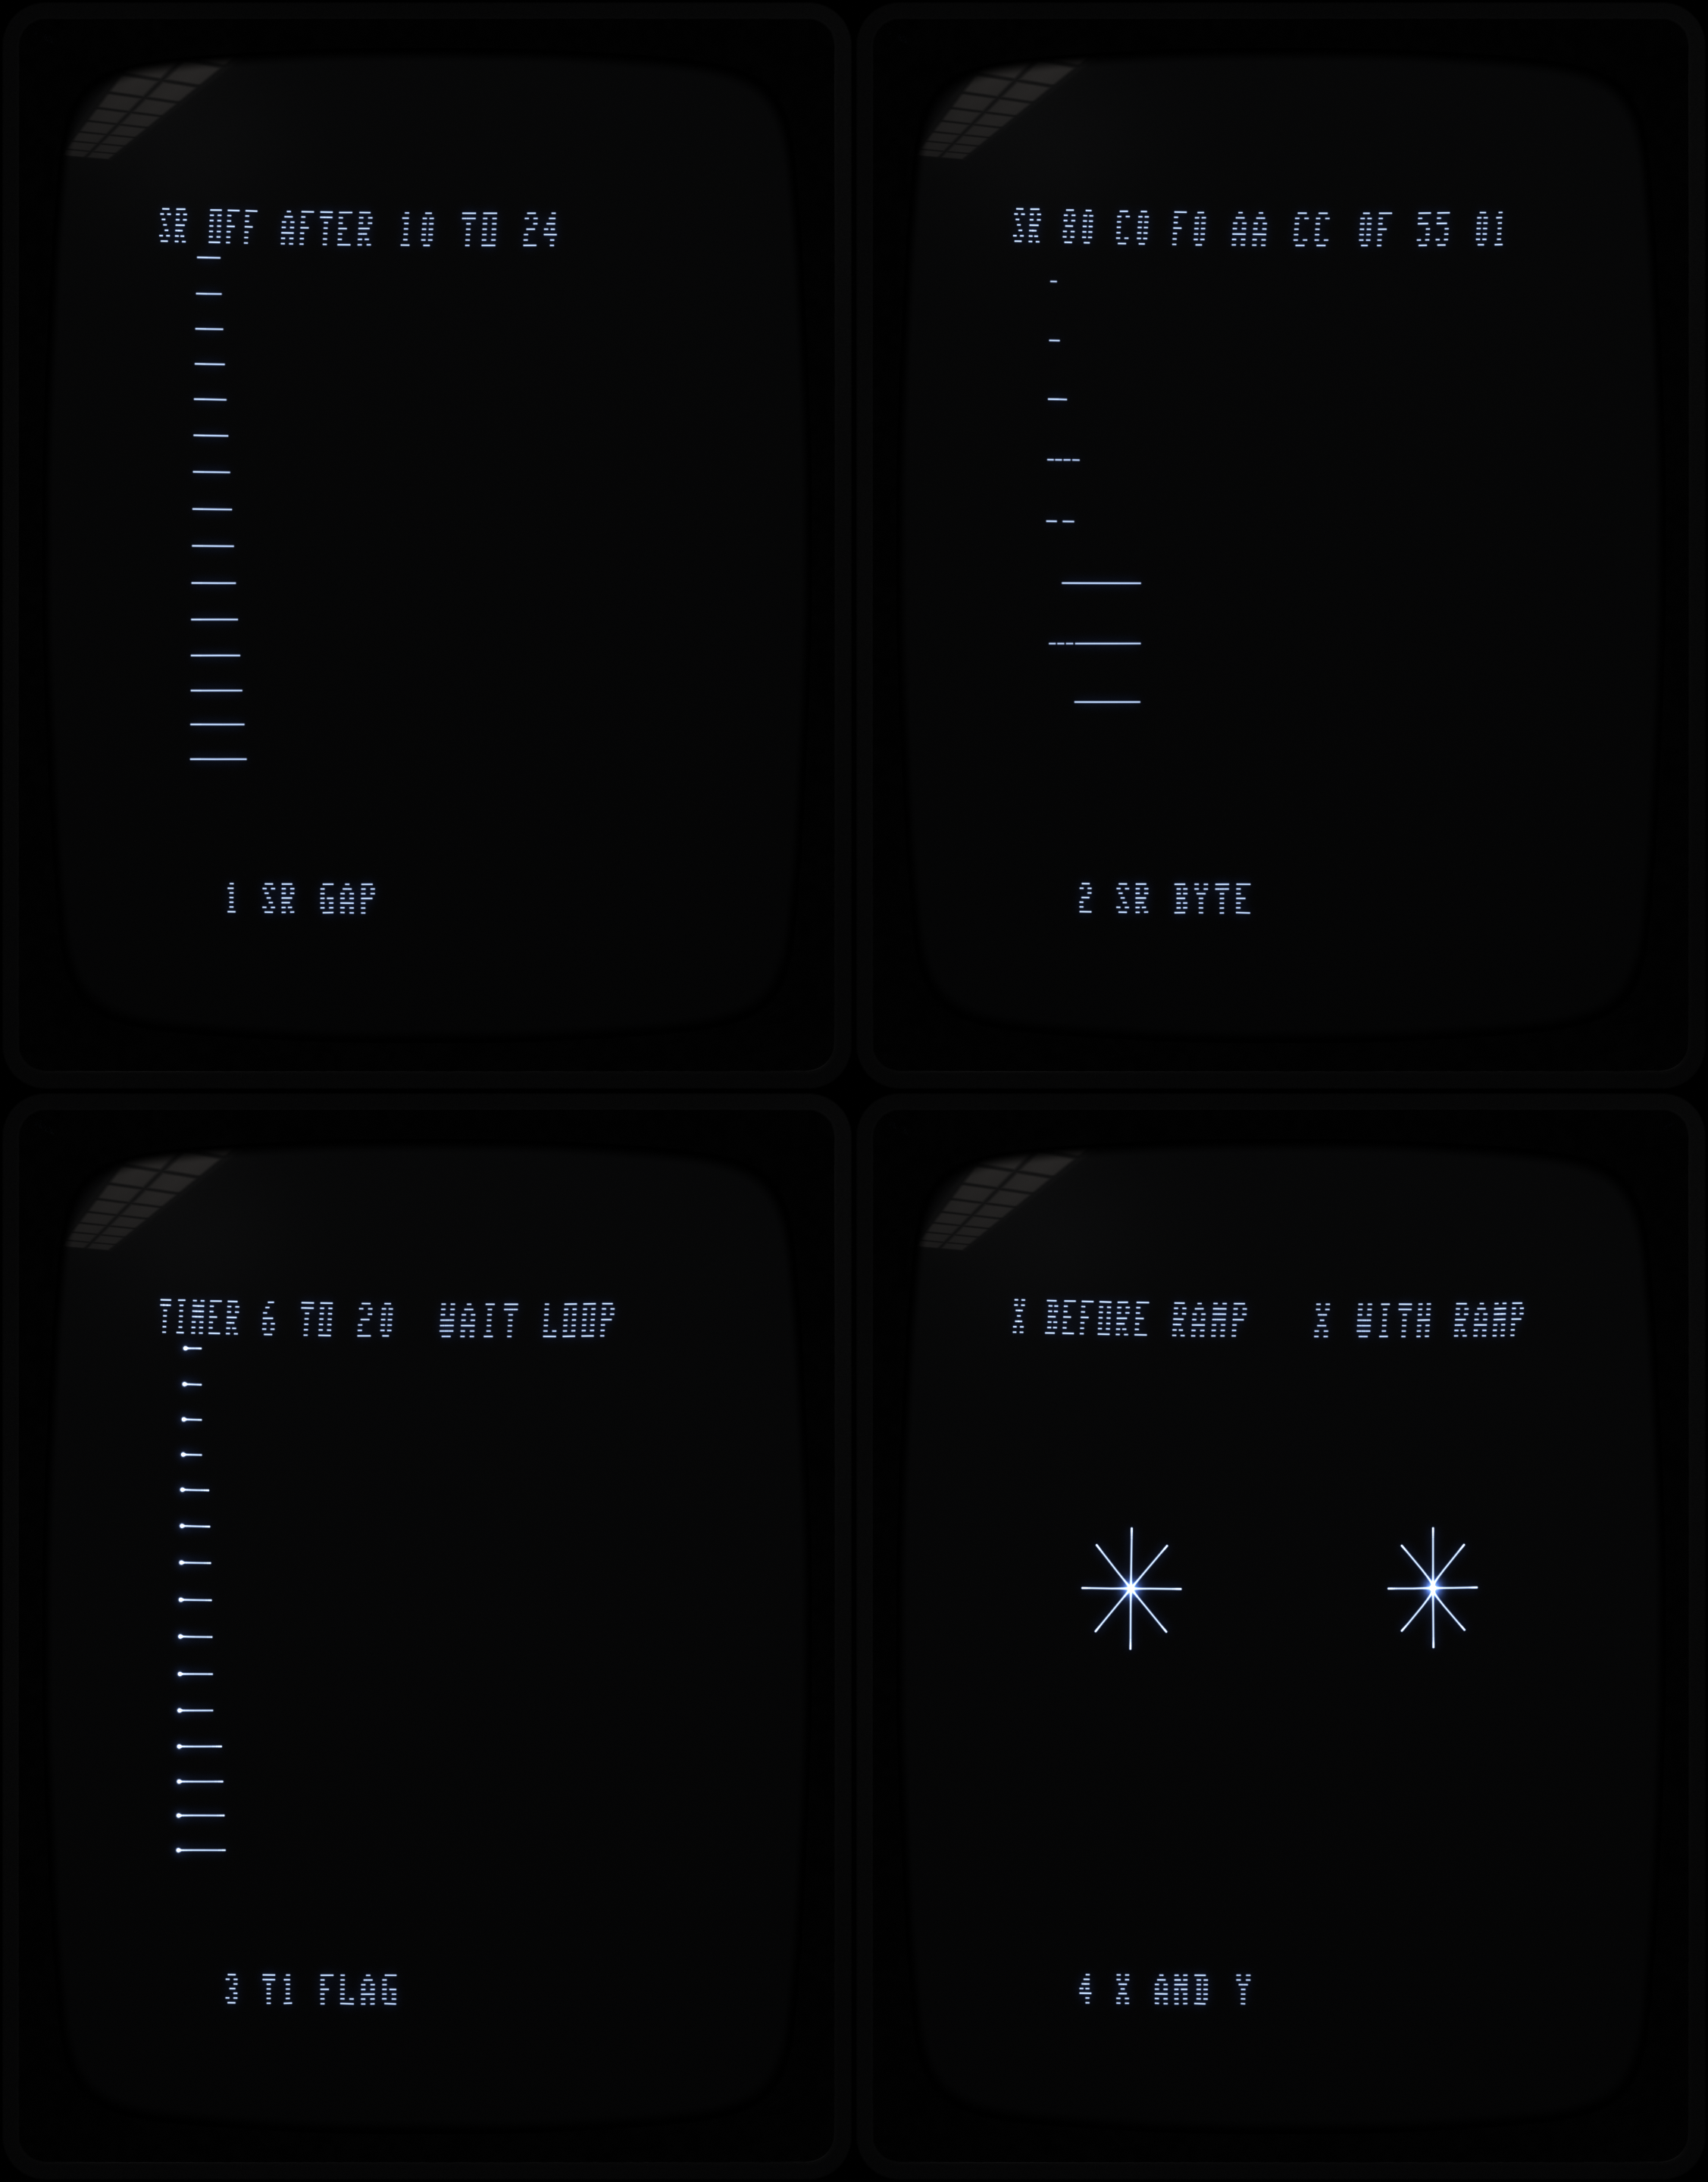 SR OFF AFTER 10 TO 24
1 SR GAP
SR 80 C0 F0 AA CC 0F 55 01
2 SR BYTE
TIMER 6 TO 20 WAIT LOOP
3 T1 FLAG
X BEFORE RAMP X WITH RAMP
4 X AND Y